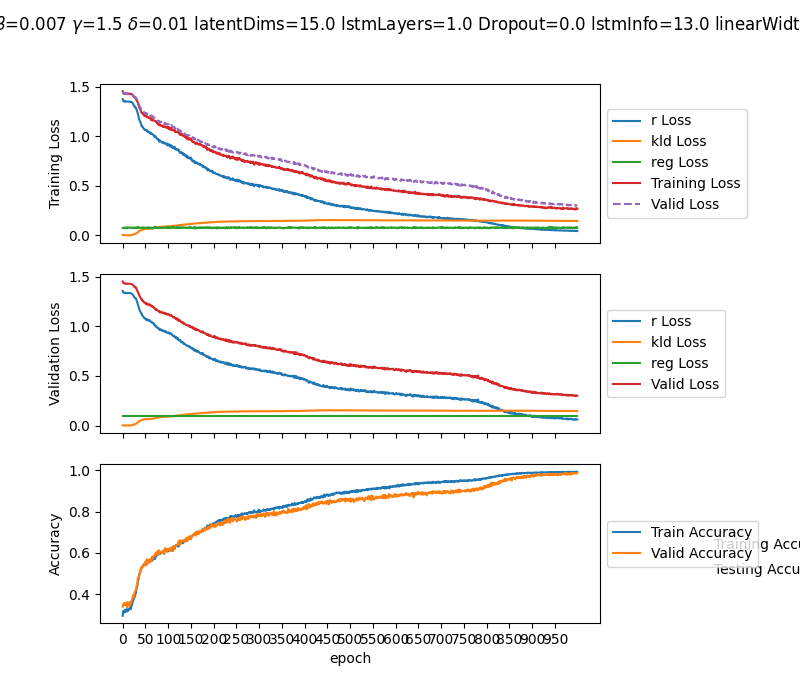 =0.007 γ=1.5 δ=0.01 latentDims=15.0 lstmLayers=1.0 Dropout=0.0 lstmInfo=13.0 linearWidt
Training Loss
1.5
1.0
0.5
0.0
r Loss
kld Loss
reg Loss
Training Loss
Valid Loss
Validation Loss
1.5
1.0
0.5
0.0
r Loss
kld Loss
reg Loss
Valid Loss
Accuracy
1.0
0.8
0.6
0.4
Train Accuracy
Valid Accuracy
Training Accu
Testing Accu
0 50 100 150 200 250 300 350 400 450 500 550 600 650 700 750 800 850 900 950
epoch